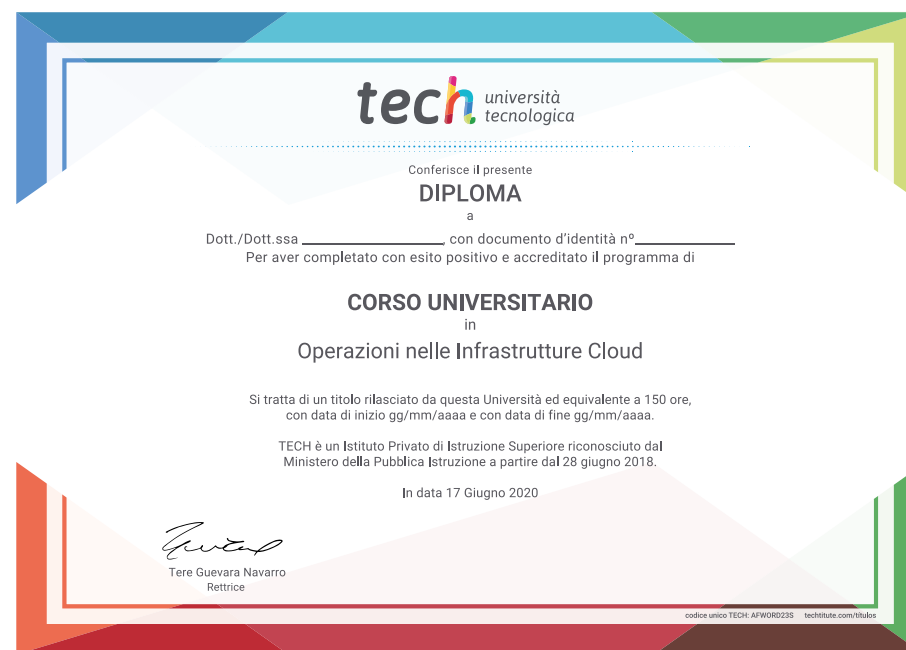 tech università
tecnologica
Conferisce il presente
DIPLOMA
a
Dott./Dott.ssa ____________________, con documento d'identità nº______________
Per aver completato con esito positivo e accreditato il programma di
CORSO UNIVERSITARIO
in
Operazioni nelle Infrastrutture Cloud
Si tratta di un titolo rilasciato da questa Università ed equivalente a 150 ore,
con data di inizio gg/mm/aaaa e con data di fine gg/mm/aaaa.
TECH è un Istituto Privato di Istruzione Superiore riconosciuto dal
Ministero della Pubblica Istruzione a partire dal 28 giugno 2018.
In data 17 Giugno 2020
Tere Guevara Navarro
Rettrice
codice unico TECH: AFWORD23S techtitute.com/titulos